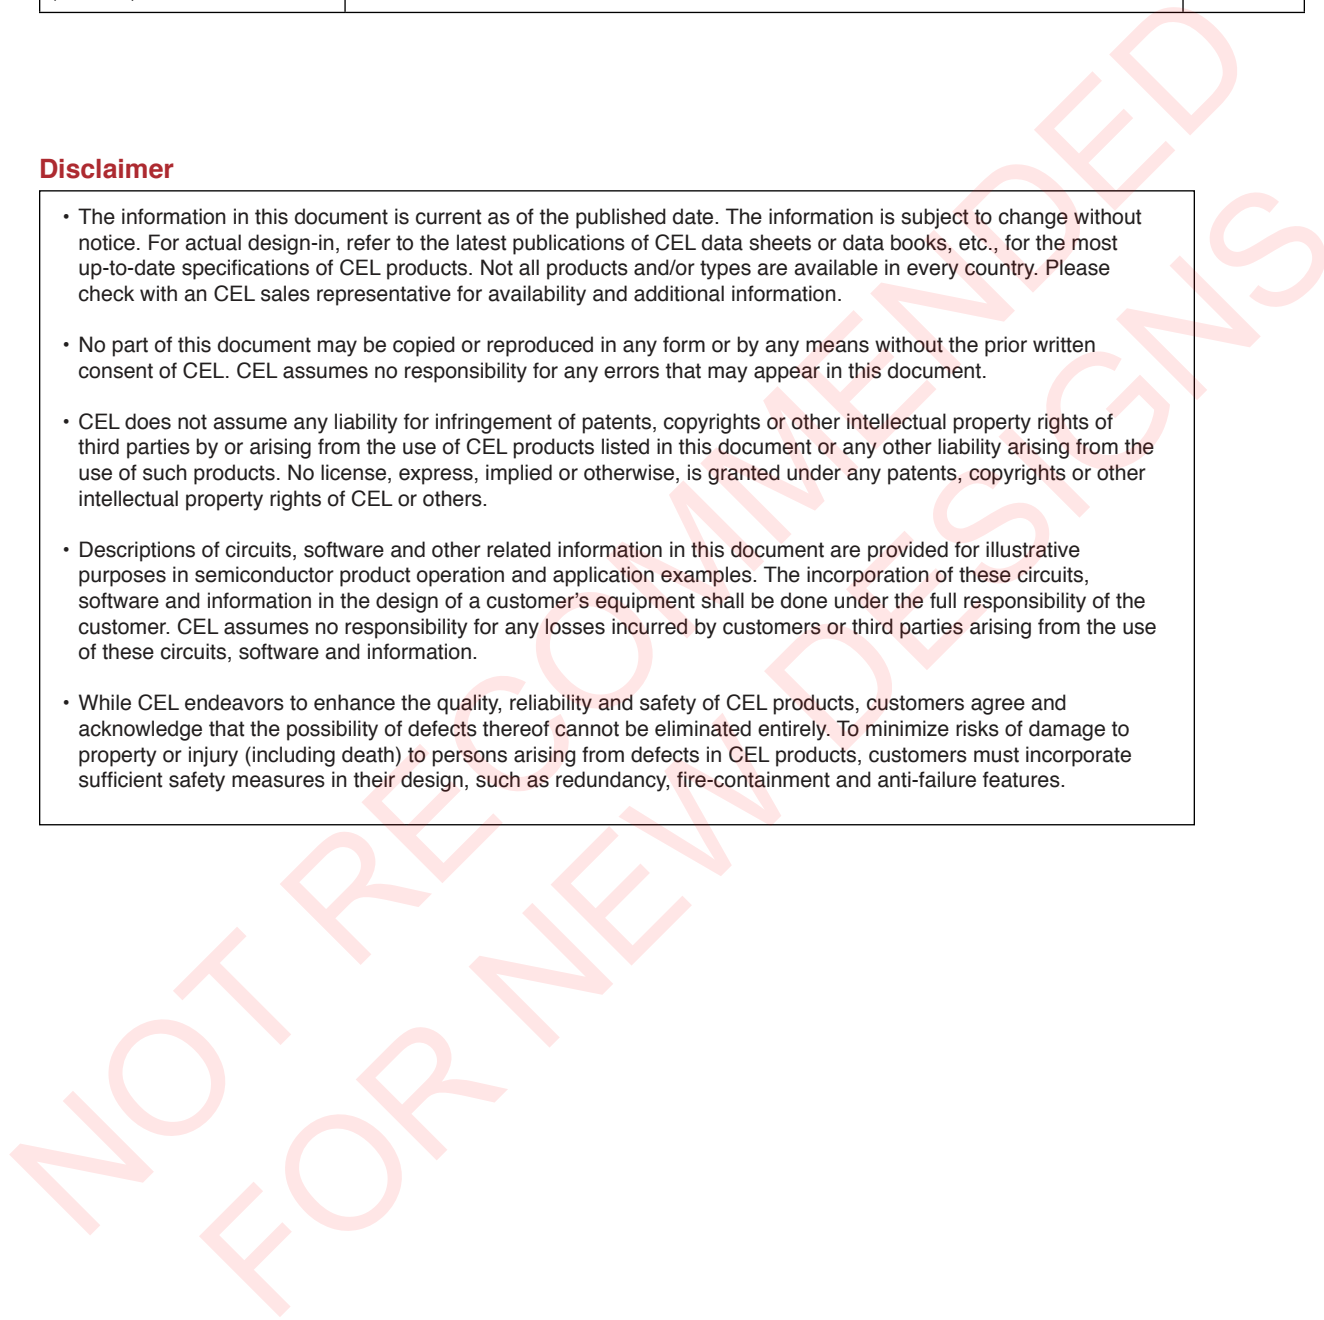 Disclaimer
• The information in this document is current as of the published date. The information is subject to change without
notice. For actual design-in, refer to the latest publications of CEL data sheets or data books, etc., for the most
up-to-date specifications of CEL products. Not all products and/or types are available in every country. Please
check with an CEL sales representative for availability and additional information.
• No part of this document may be copied or reproduced in any form or by any means without the prior written
consent of CEL. CEL assumes no responsibility for any errors that may appear in this document.
• CEL does not assume any liability for infringement of patents, copyrights or other intellectual property rights of
third parties by or arising from the use of CEL products listed in this document or any other liability arising from the
use of such products. No license, express, implied or otherwise, is granted under any patents, copyrights or other
intellectual property rights of CEL or others.
• Descriptions of circuits, software and other related information in this document are provided for illustrative
purposes in semiconductor product operation and application examples. The incorporation of these circuits,
software and information in the design of a customer’s equipment shall be done under the full responsibility of the
customer. CEL assumes no responsibility for any losses incurred by customers or third parties arising from the use
of these circuits, software and information.
• While CEL endeavors to enhance the quality, reliability and safety of CEL products, customers agree and
acknowledge that the possibility of defects thereof cannot be eliminated entirely. To minimize risks of damage to
property or injury (including death) to persons arising from defects in CEL products, customers must incorporate
sufficient safety measures in their design, such as redundancy, fire-containment and anti-failure features.
NOT RECOMMENDED
FOR NEW DESIGNS